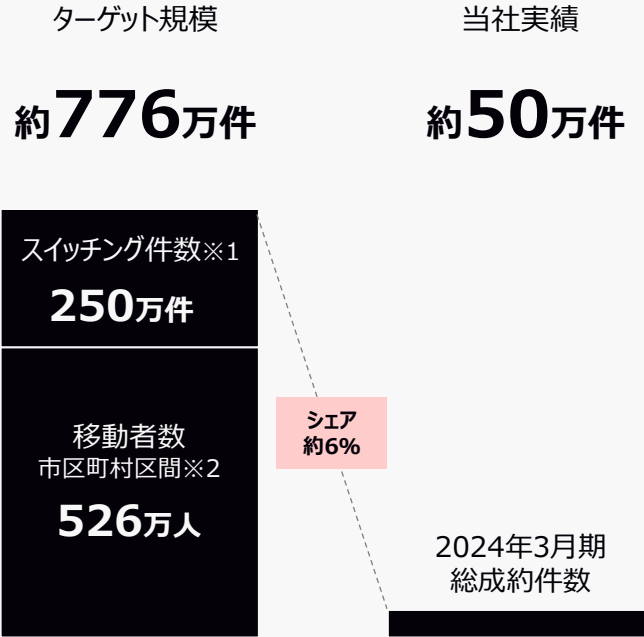 ターゲット規模
約776万件
当社実績
約50万件
スイッチング件数※1
250万件
移動者数
市区町村区間※2
526万人
シェア
約6%
2024年3月期
総成約件数